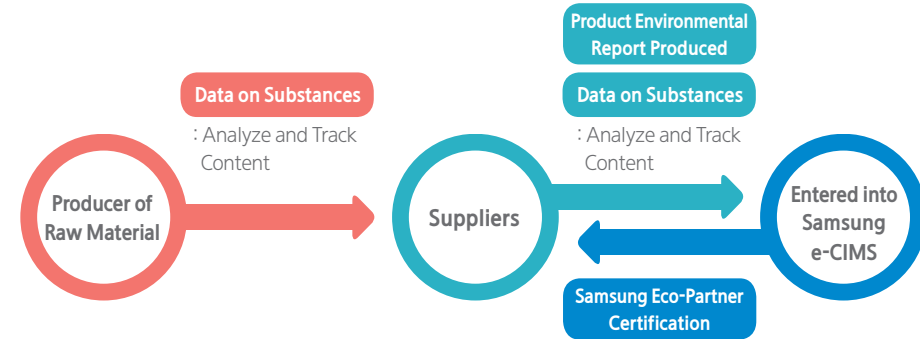 Product Environmental
Report Produced
Data on Substances
: Analyze and Track
Content
Data on Substances
: Analyze and Track
Content
Producer of
Raw Material
Suppliers
Entered into
Samsung
e-CIMS
Samsung Eco-Partner
Certification